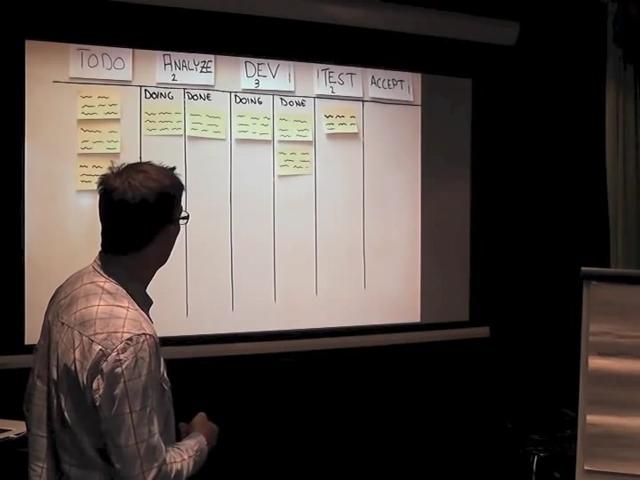 TODO
ANALYZE
2
DEV
3
TEST
2
ACCEPT
DOING
DONE
DOING
DONE